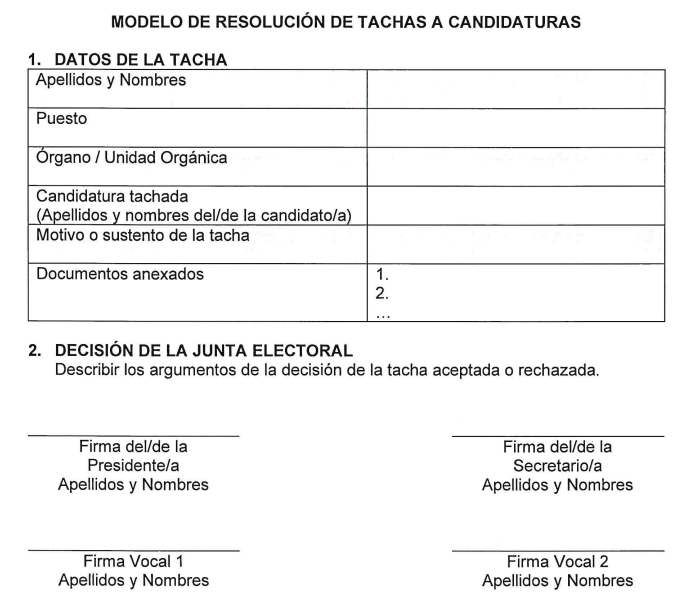 MODELO DE RESOLUCIÓN DE TACHAS A CANDIDATURAS
1. DATOS DE LA TACHA
Apellidos y Nombres
Puesto
Órgano / Unidad Orgánica
Candidatura tachada
(Apellidos y nombres del/de la candidato/a)
Motivo o sustento de la tacha
Documentos anexados
1.
2.
...
2. DECISIÓN DE LA JUNTA ELECTORAL
Describir los argumentos de la decisión de la tacha aceptada o rechazada.
Firma del/de la
Presidente/a
Apellidos y Nombres
Firma del/de la
Secretario/a
Apellidos y Nombres
Firma Vocal 1
Apellidos y Nombres
Firma Vocal 2
Apellidos y Nombres